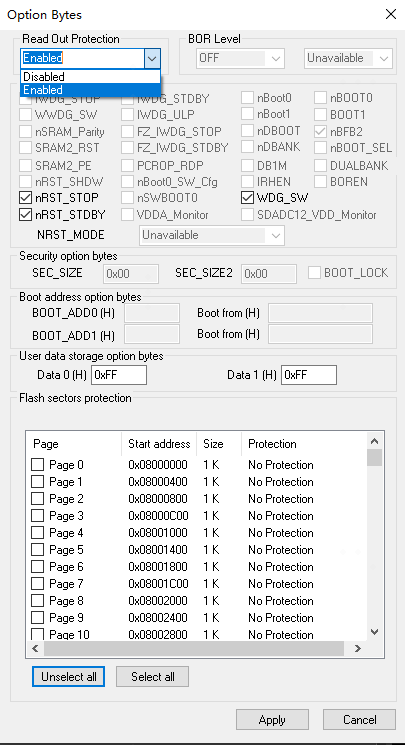 Option Bytes
Read Out Protection
Enabled
Disabled
Enabled
BOR Level
OFF
Unavailable
IWDG_STOP IWDG_STDBY nBoot0 nBOOT0
WWDG_SW IWDG_ULP nBoot1 BOOT1
nSRAM_Parity FZ_IWDG_STOP nDBOOT nBFB2
SRAM2_RST FZ_IWDG_STDBY nDBANK nBOOT_SEL
SRAM2_PE PCROP_RDP DB1M DUALBANK
nRST_SHDW nBoot0_SW_Cfg IRHEN BOREN
nRST_STOP nSWBOOT0 WDG_SW
nRST_STDBY VDDA_Monitor SDADC12_VDD_Monitor
NRST_MODE Unavailable
Security option bytes
SEC_SIZE 0x00 SEC_SIZE2 0x00 BOOT_LOCK
Boot address option bytes
BOOT_ADD0 (H) Boot from (H)
BOOT_ADD1 (H) Boot from (H)
User data storage option bytes
Data 0 (H) 0xFF Data 1 (H) 0xFF
Flash sectors protection
Page Start address Size Protection
Page 0 0x08000000 1 K No Protection
Page 1 0x08000400 1 K No Protection
Page 2 0x08000800 1 K No Protection
Page 3 0x08000C00 1 K No Protection
Page 4 0x08001000 1 K No Protection
Page 5 0x08001400 1 K No Protection
Page 6 0x08001800 1 K No Protection
Page 7 0x08001C00 1 K No Protection
Page 8 0x08002000 1 K No Protection
Page 9 0x08002400 1 K No Protection
Page 10 0x08002800 1 K No Protection
Unselect all Select all
Apply Cancel